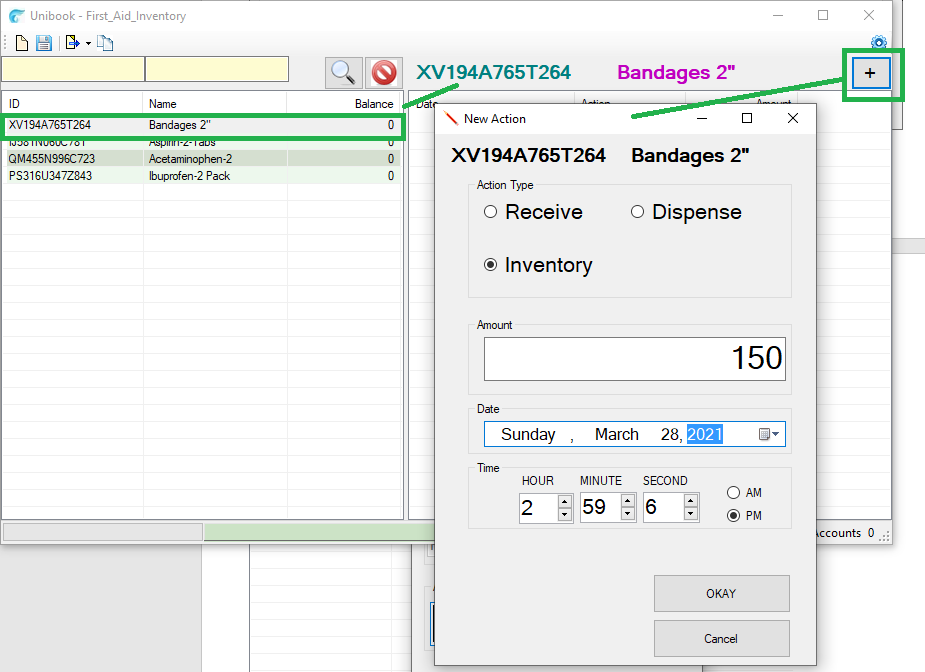 Unibook - First_Aid_Inventory
XV194A765T264 Bandages 2"
+
ID Name Balance
XV194A765T264 Bandages 2" 0
IJ581N060C781 Aspirin-2-Tabs 0
QM455N996C723 Acetaminophen-2 0
PS316U347Z843 Ibuprofen-2 Pack 0
Date Action Amount
New Action
XV194A765T264 Bandages 2"
Action Type
Receive Dispense
Inventory
Amount
150
Date
Sunday , March 28, 2021
Time
HOUR MINUTE SECOND
2 59 6
AM
PM
OKAY
Cancel
Accounts 0